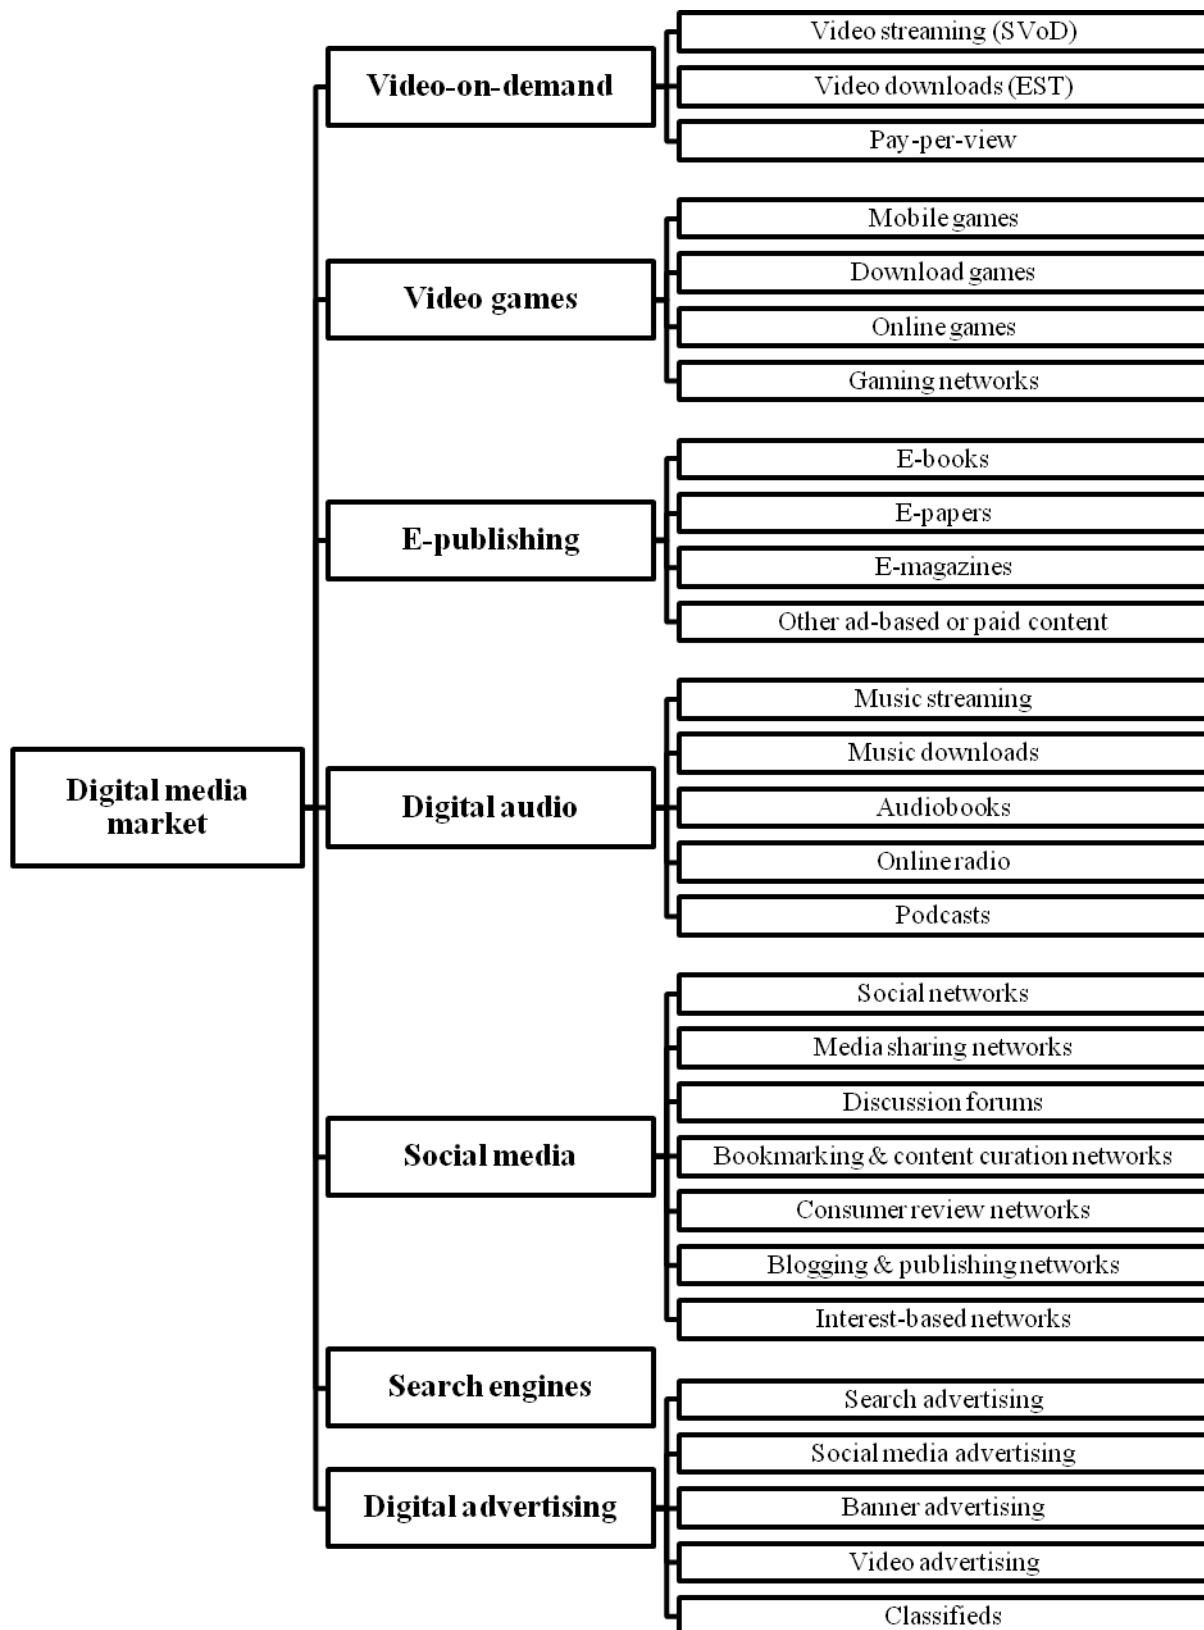 Video-on-demand
Video streaming (SVoD)
Video downloads (EST)
Pay-per-view
Video games
Mobile games
Download games
Online games
Gaming networks
E-publishing
E-books
E-papers
E-magazines
Other ad-based or paid content
Digital media
market
Digital audio
Music streaming
Music downloads
Audiobooks
Online radio
Podcasts
Social media
Social networks
Media sharing networks
Discussion forums
Bookmarking & content curation networks
Consumer review networks
Blogging & publishing networks
Interest-based networks
Search engines
Digital advertising
Search advertising
Social media advertising
Banner advertising
Video advertising
Classifieds